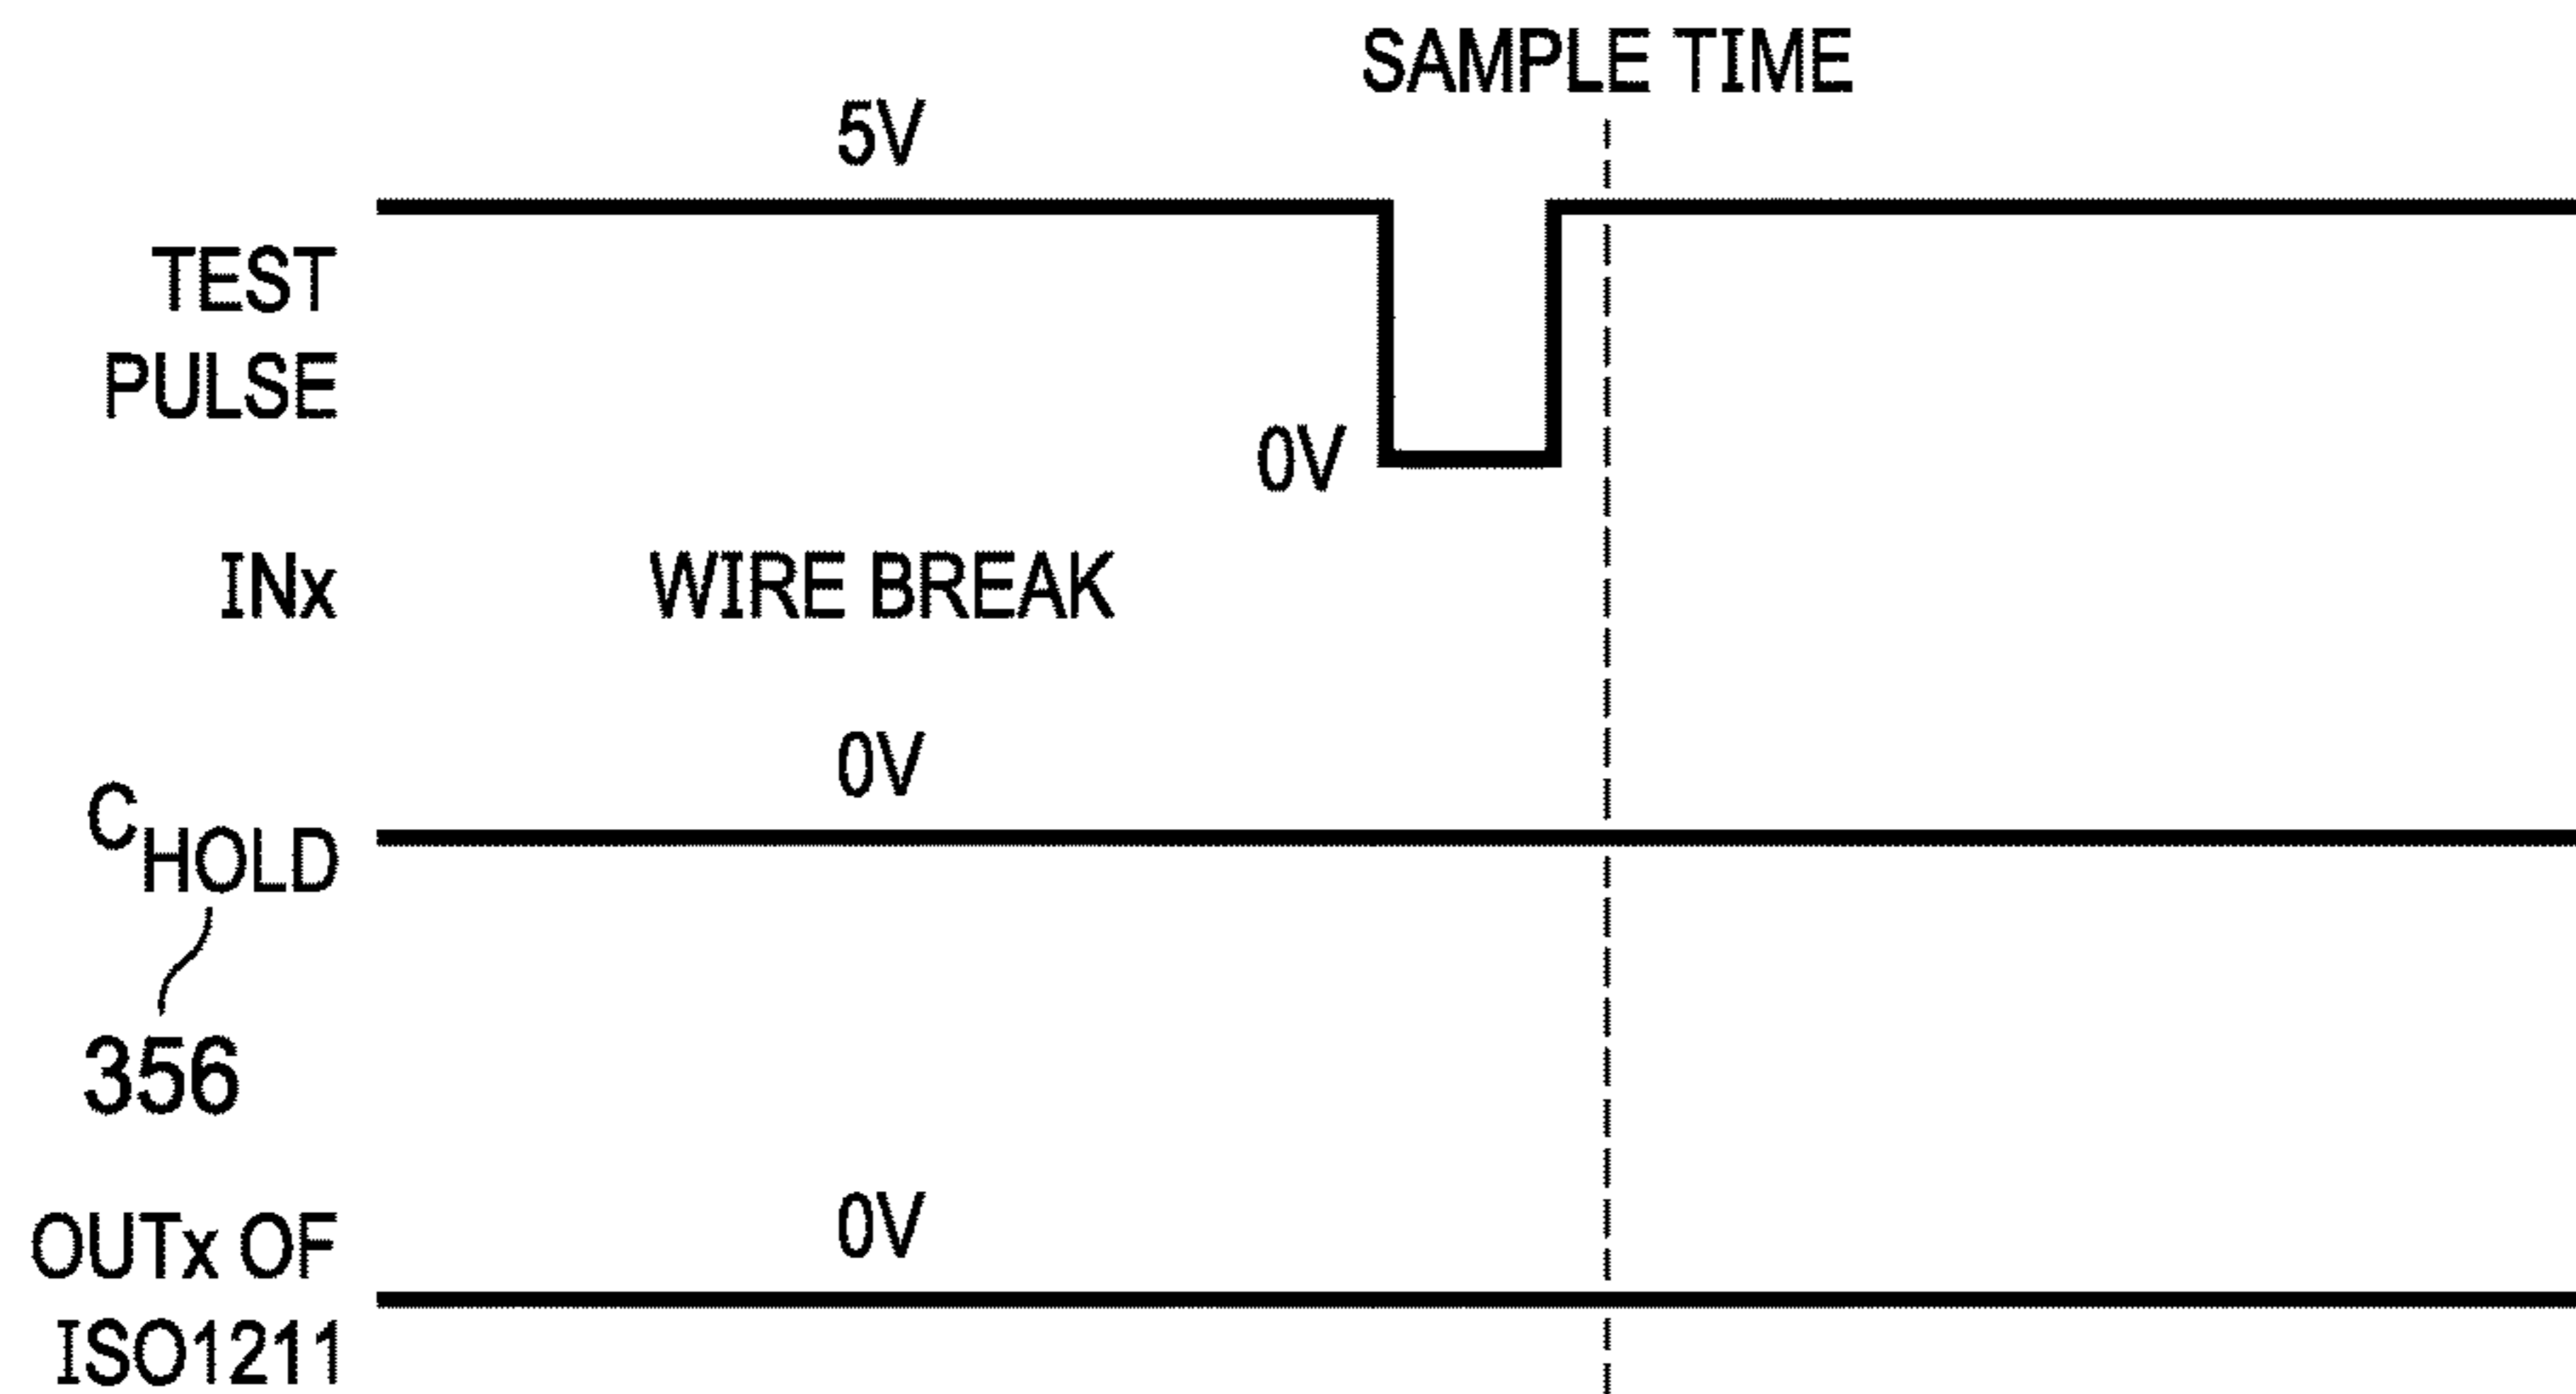 SAMPLE TIME
5V
TEST
PULSE
0V
INx
WIRE BREAK
0V
CHOLD
356
0V
OUTx OF
ISO1211